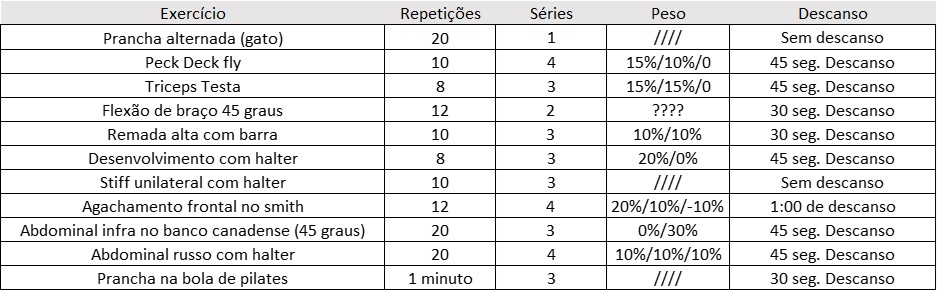 Exercício Repetições Séries Peso Descanso
Prancha alternada (gato) 20 1 //// Sem descanso
Peck Deck fly 10 4 15%/10%/0 45 seg. Descanso
Triceps Testa 8 3 15%/15%/0 45 seg. Descanso
Flexão de braço 45 graus 12 2 ???? 30 seg. Descanso
Remada alta com barra 10 3 10%/10% 30 seg. Descanso
Desenvolvimento com halter 8 3 20%/0% 45 seg. Descanso
Stiff unilateral com halter 10 3 //// Sem descanso
Agachamento frontal no smith 12 4 20%/10%/-10% 1:00 de descanso
Abdominal infra no banco canadense (45 graus) 20 3 0%/30% 45 seg. Descanso
Abdominal russo com halter 20 4 10%/10%/10% 45 seg. Descanso
Prancha na bola de pilates 1 minuto 3 //// 30 seg. Descanso